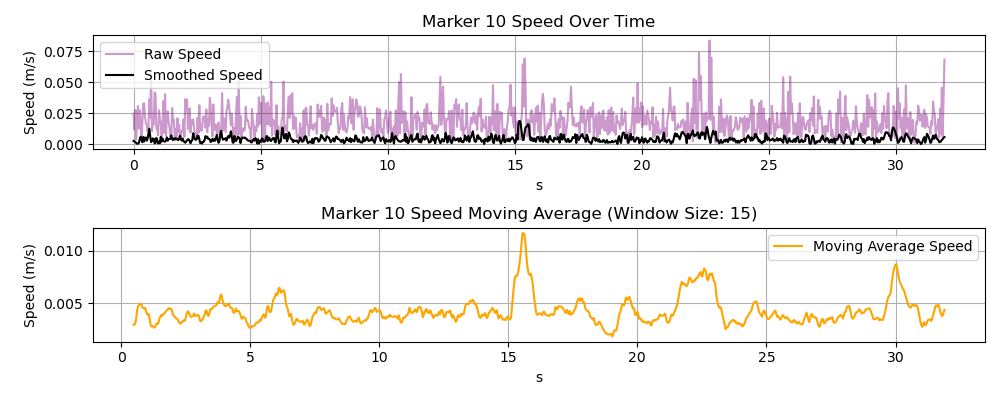 Marker 10 Speed Over Time
Speed (m/s)
0.075
0.050
0.025
0.000
Raw Speed
Smoothed Speed
0 5 10 15 20 25 30
s
Marker 10 Speed Moving Average (Window Size: 15)
Speed (m/s)
0.010
0.005
Moving Average Speed
0 5 10 15 20 25 30
s